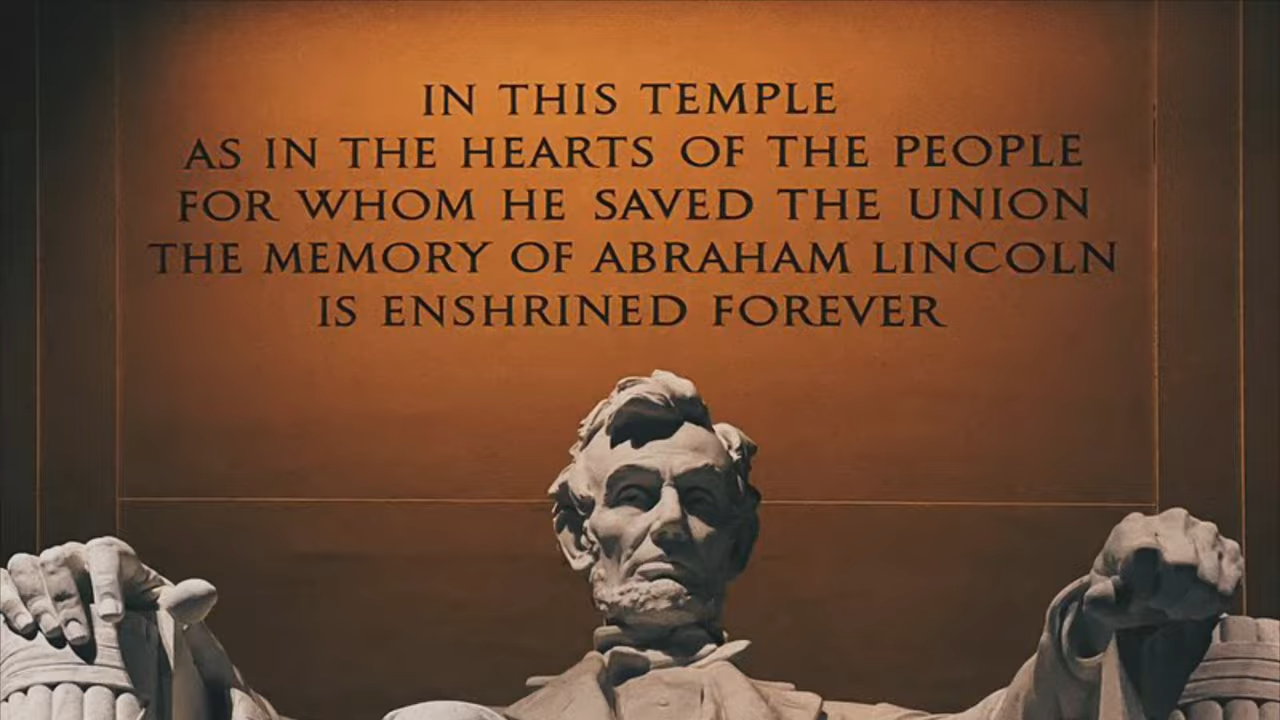 IN THIS TEMPLE
AS IN THE HEARTS OF THE PEOPLE
FOR WHOM HE SAVED THE UNION
THE MEMORY OF ABRAHAM LINCOLN
IS ENSHRINED FOREVER